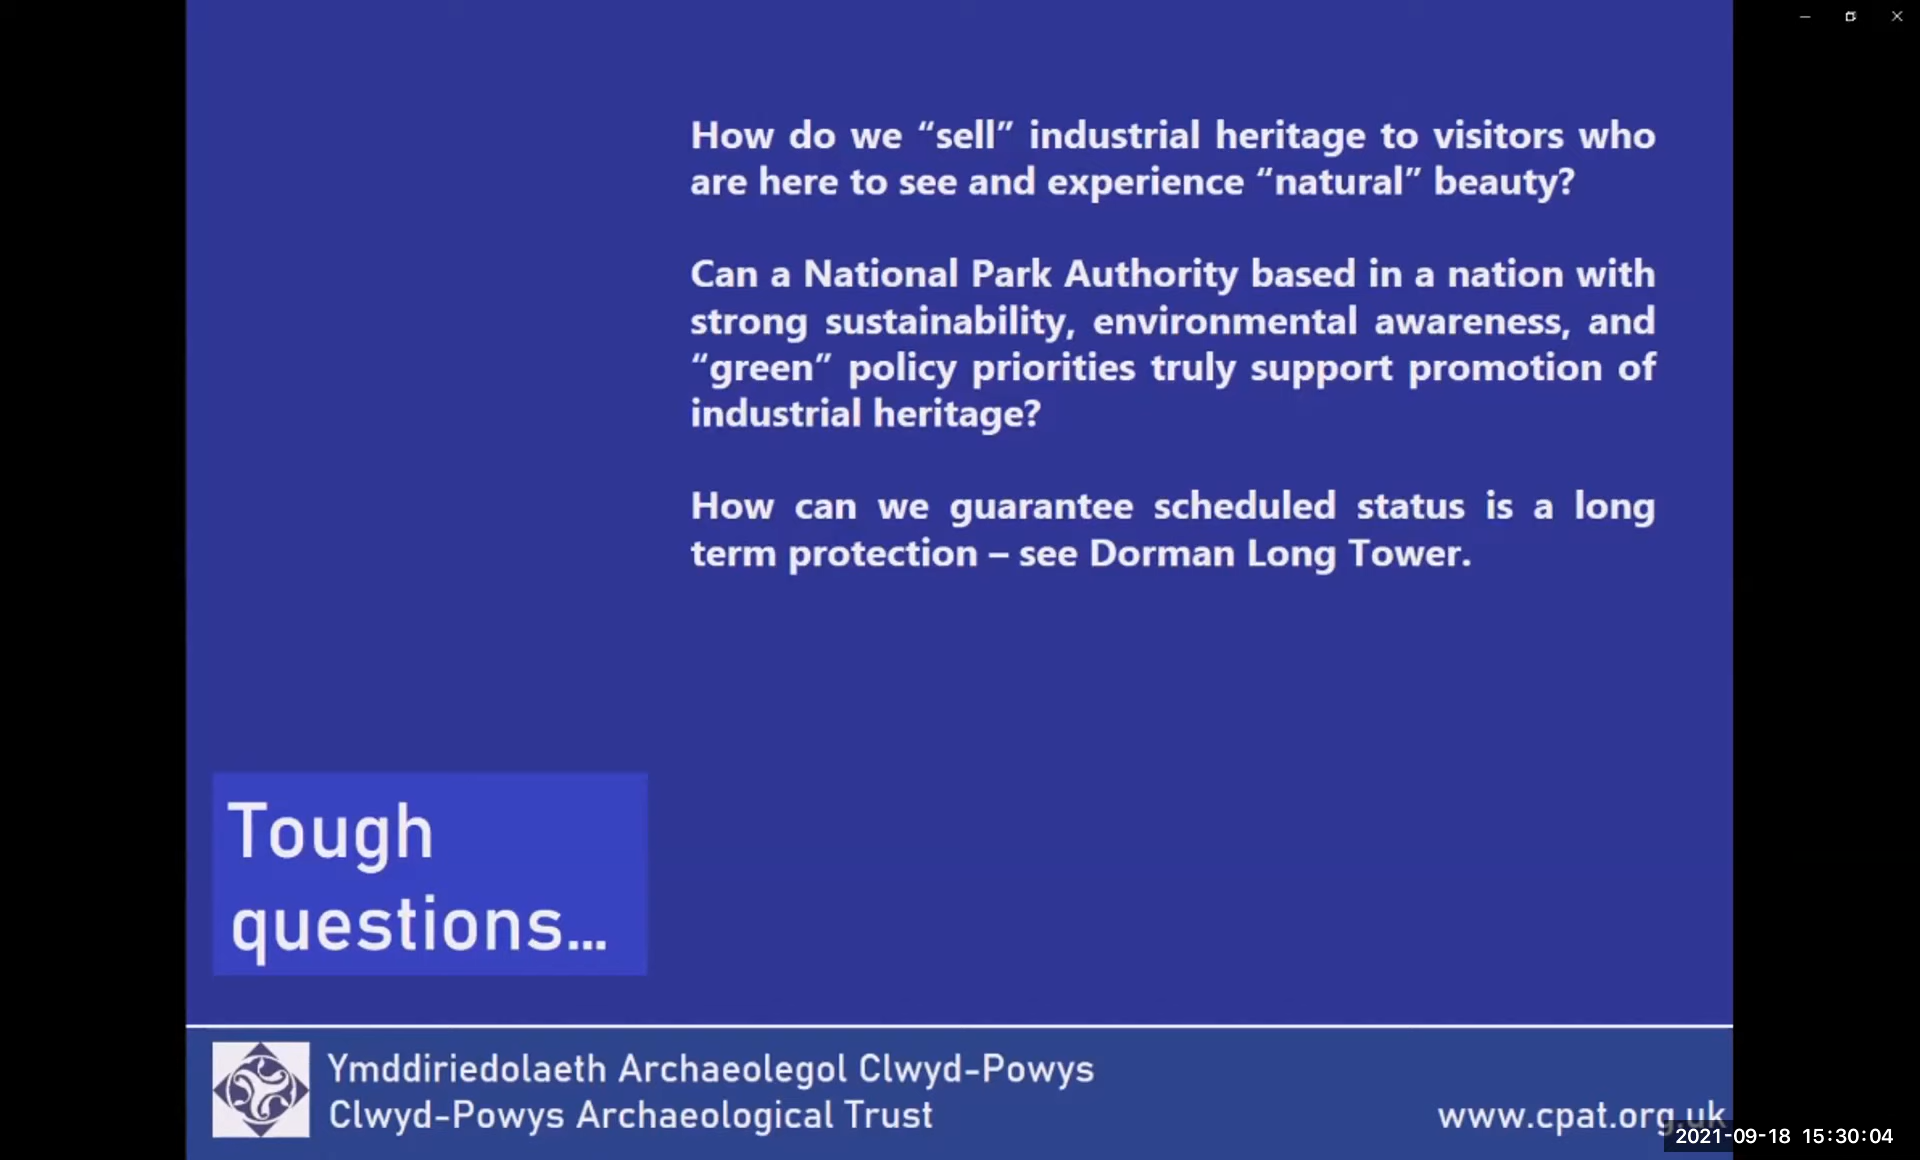 How do we “sell” industrial heritage to visitors who
are here to see and experience “natural” beauty?
Can a National Park Authority based in a nation with
strong sustainability, environmental awareness, and
“green” policy priorities truly support promotion of
industrial heritage?
How can we guarantee scheduled status is a long
term protection – see Dorman Long Tower.
Tough
questions...
Ymddiriedolaeth Archaeolegol Clwyd-Powys
Clwyd-Powys Archaeological Trust
www.cpat.org.uk
2021-09-18 15:30:04